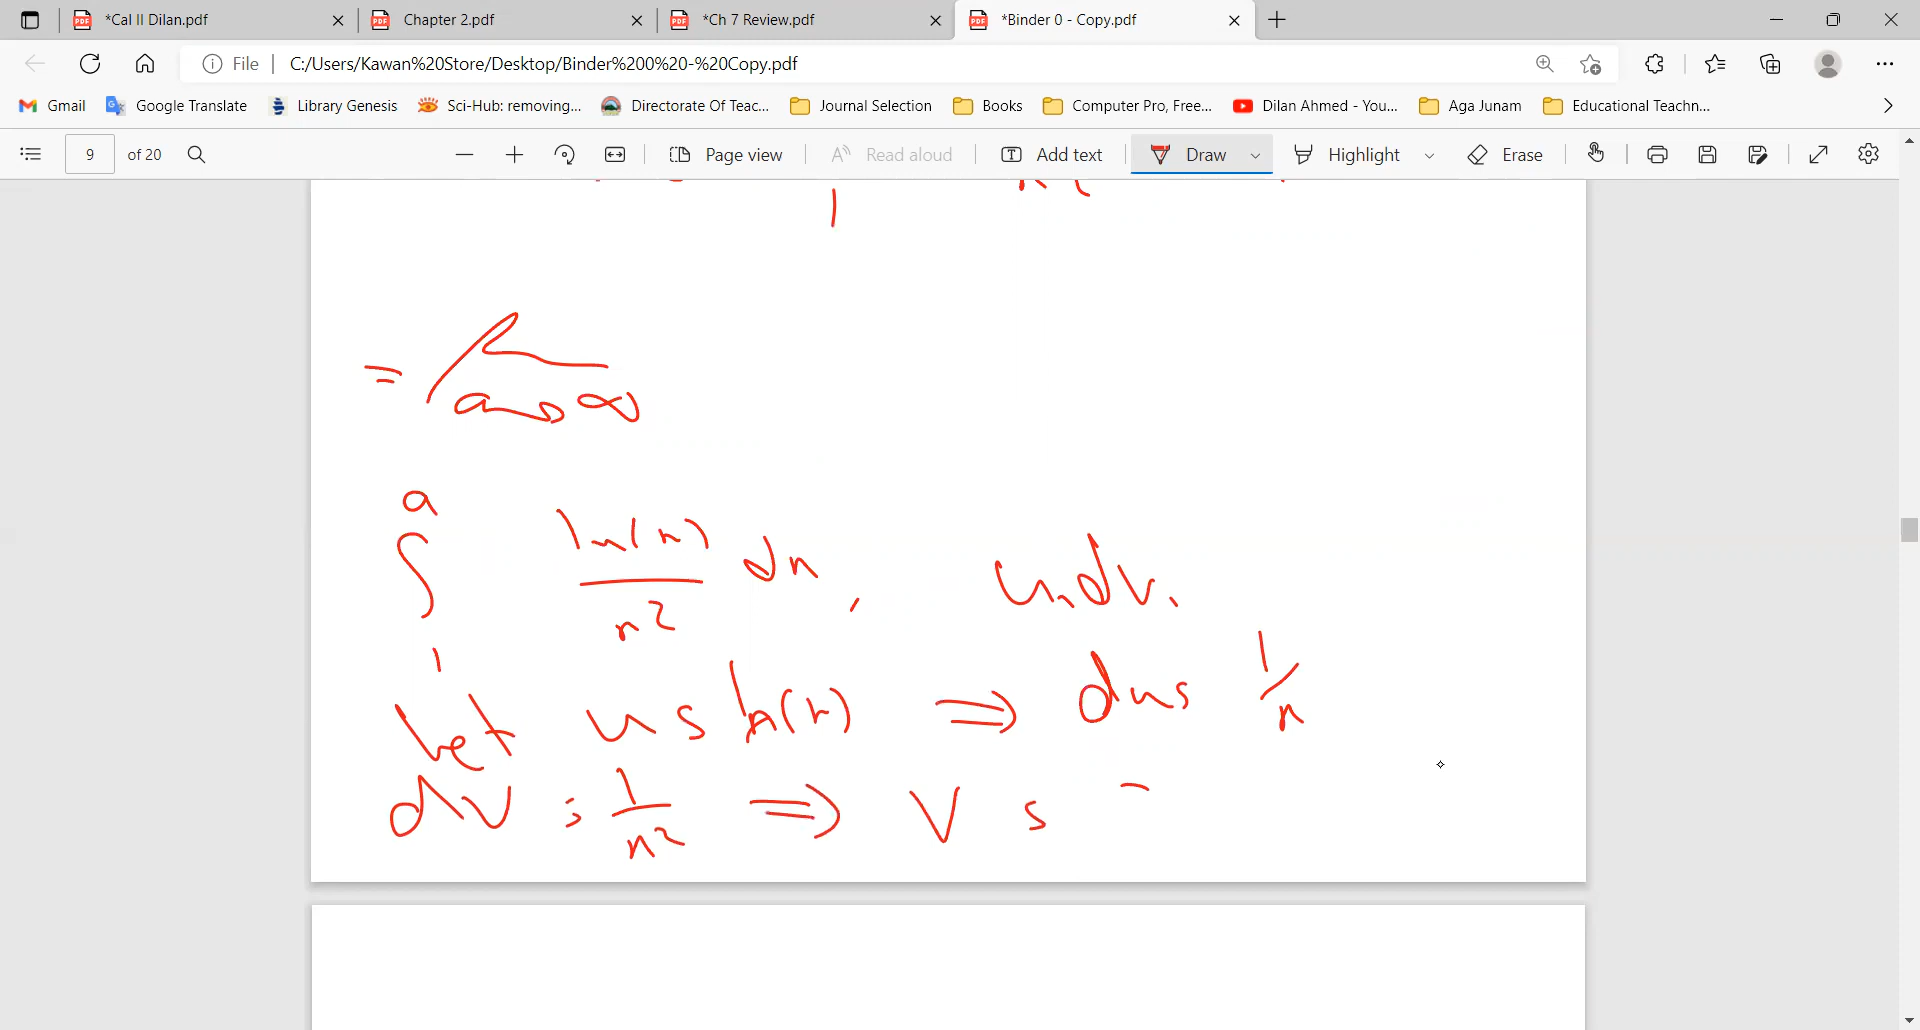 *Cal II Dilan.pdf
Chapter 2.pdf
*Ch 7 Review.pdf
*Binder 0 - Copy.pdf
File
C:/Users/Kawan%20Store/Desktop/Binder%200%20-%20Copy.pdf
Gmail
Google Translate
Library Genesis
Sci-Hub: removing...
Directorate Of Teac...
Journal Selection
Books
Computer Pro, Free...
Dilan Ahmed - You...
Aga Junam
Educational Teachn...
9 of 20
Page view
Read aloud
Add text
Draw
Highlight
Erase
1
=
a → ∞
∫ₐ¹ ln(x)/x² dx, u, dv,
let u = ln(x) ⇒ du = 1/x
dv = 1/x² ⇒ v = -